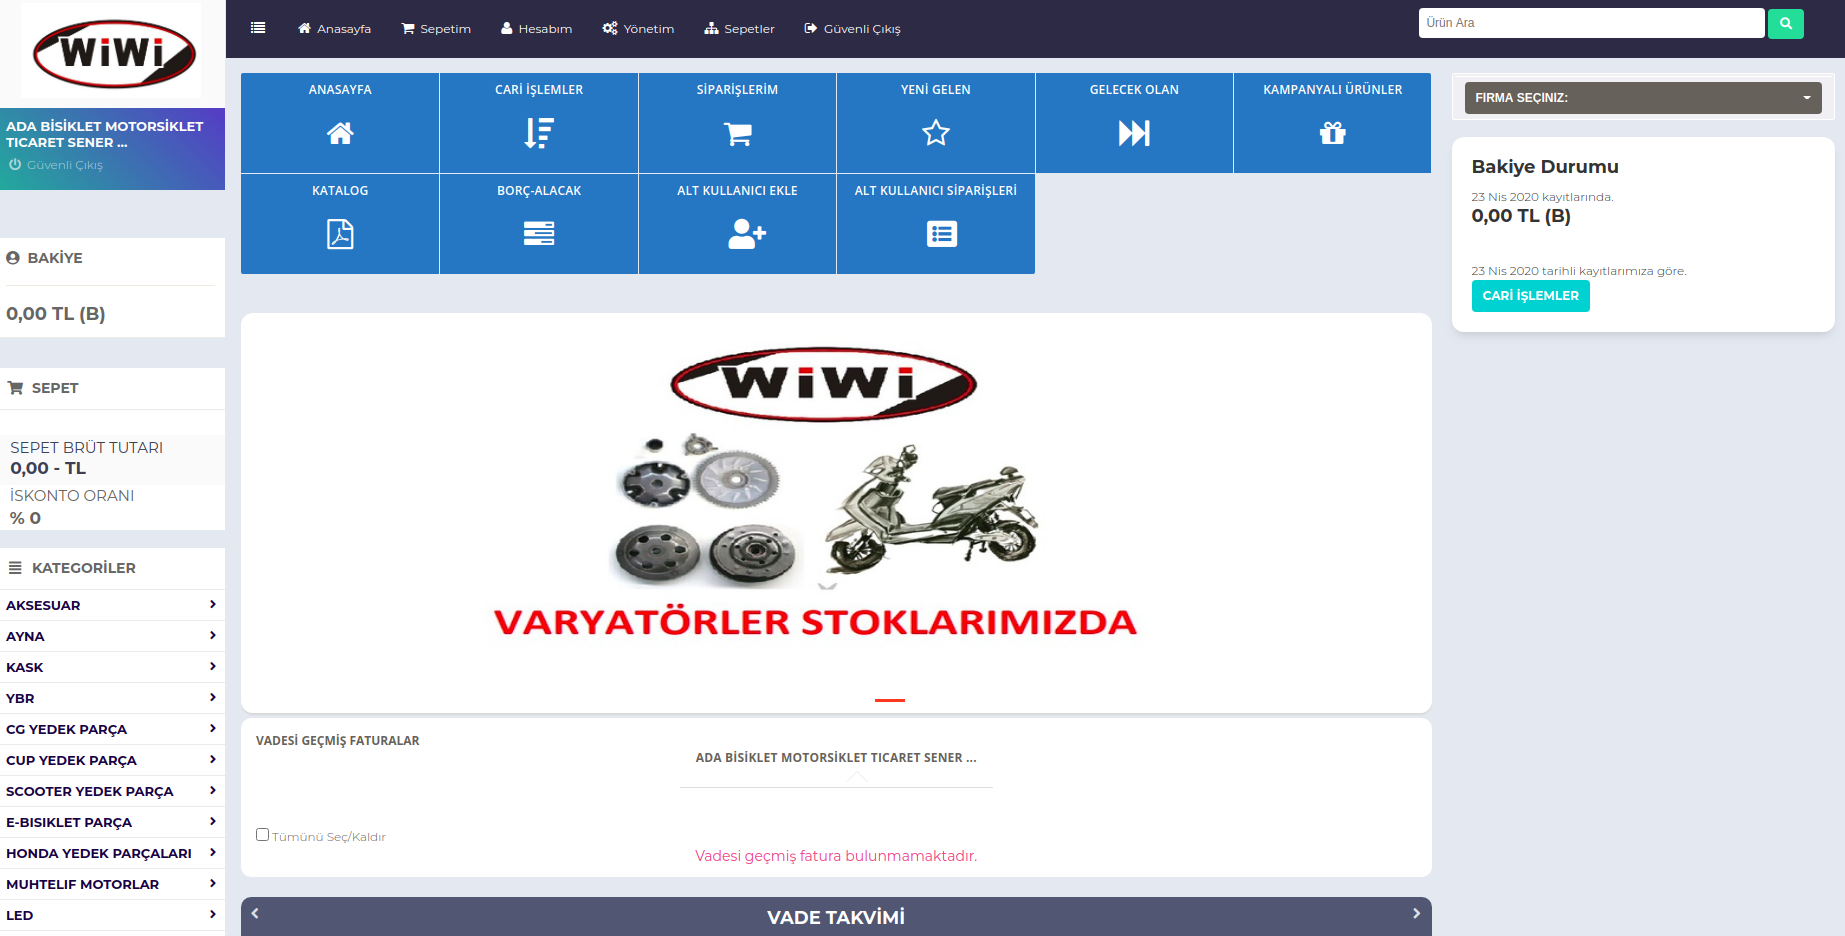 WiWi
Anasayfa
Sepetim
Hesabım
Yönetim
Sepetler
Güvenli Çıkış
Ürün Ara
ADA BİSİKLET MOTORSİKLET
TICARET SENER ...
Güvenli Çıkış
BAKİYE
0,00 TL (B)
SEPET
SEPET BRÜT TUTARI
0,00 - TL
İSKONTO ORANI
% 0
KATEGORİLER
AKSESUAR
AYNA
KASK
YBR
CG YEDEK PARÇA
CUP YEDEK PARÇA
SCOOTER YEDEK PARÇA
E-BISIKLET PARÇA
HONDA YEDEK PARÇALARI
MUHTELIF MOTORLAR
LED
ANASAYFA
CARİ İŞLEMLER
SİPARİŞLERİM
YENİ GELEN
GELECEK OLAN
KAMPANYALI ÜRÜNLER
KATALOG
BORÇ-ALACAK
ALT KULLANICI EKLE
ALT KULLANICI SİPARİŞLERİ
WiWi
VARYATÖRLER STOKLARIMIZDA
VADESİ GEÇMİŞ FATURALAR
ADA BİSİKLET MOTORSİKLET TICARET SENER ...
Tümünü Seç/Kaldır
Vadesi geçmiş fatura bulunmamaktadır.
VADE TAKVİMİ
FIRMA SEÇINIZ:
Bakiye Durumu
23 Nis 2020 kayıtlarında.
0,00 TL (B)
23 Nis 2020 tarihli kayıtlarımıza göre.
CARİ İŞLEMLER